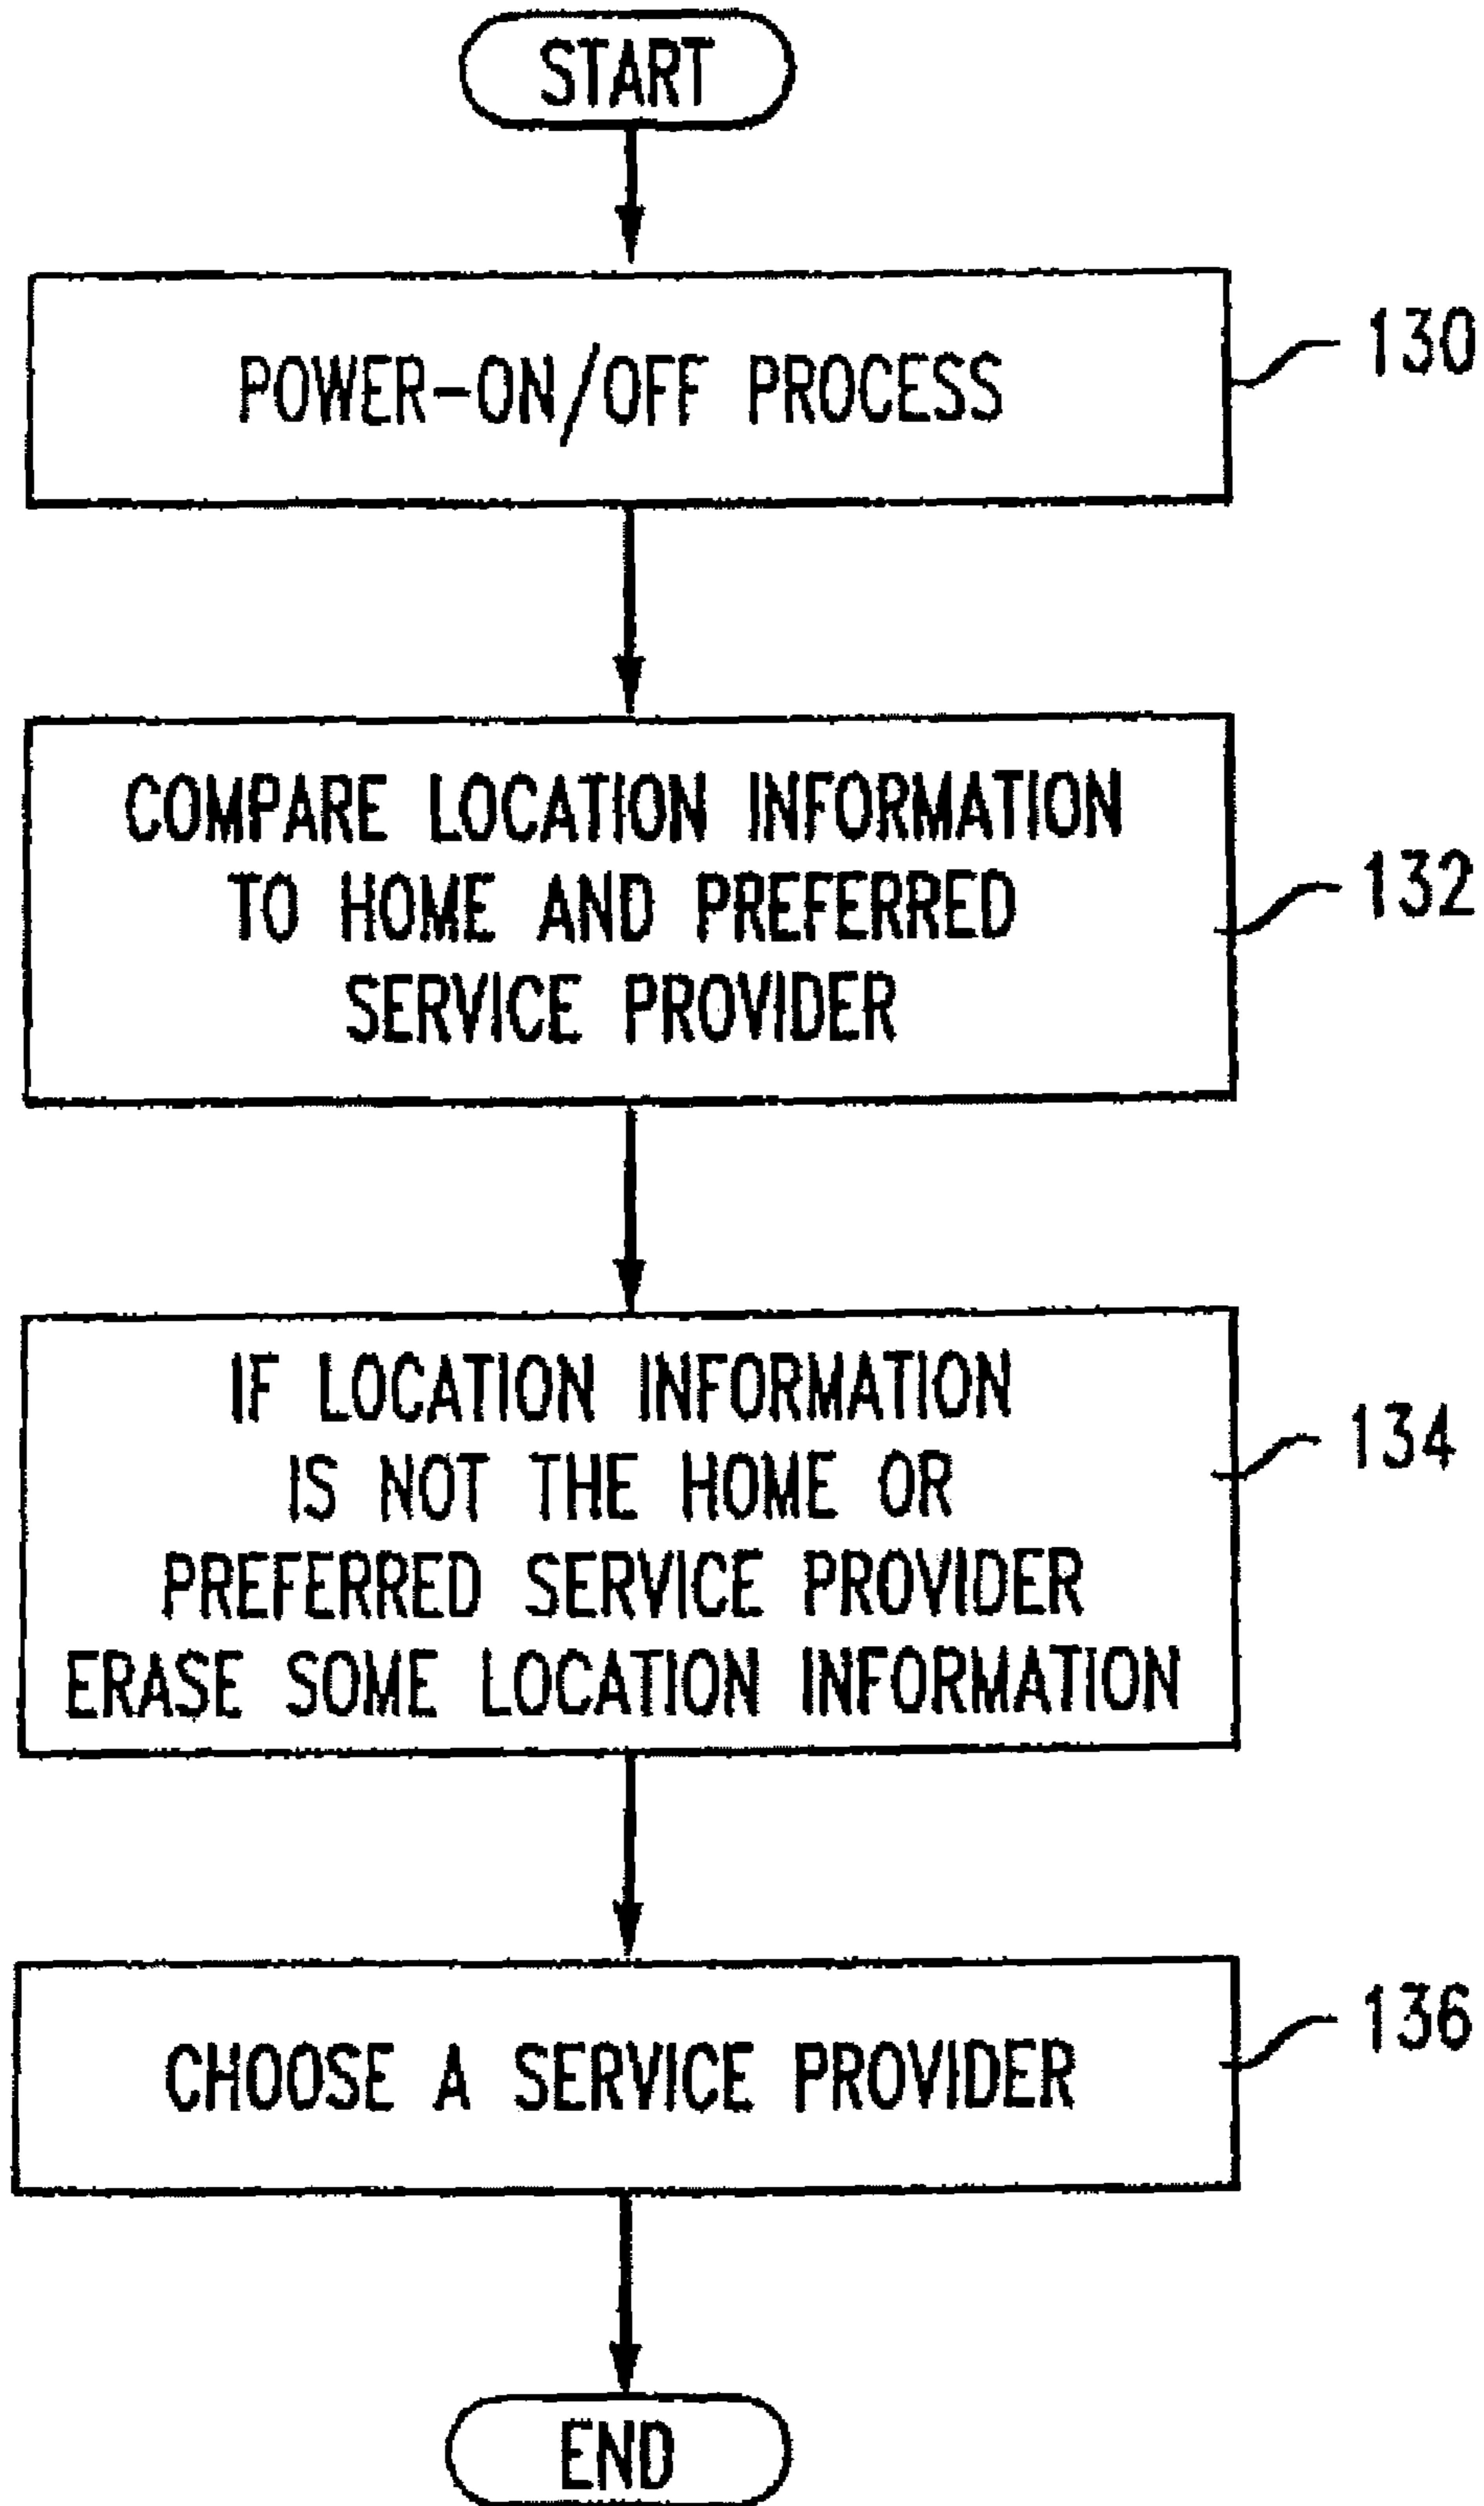 START
POWER-ON/OFF PROCESS
130
COMPARE LOCATION INFORMATION
TO HOME AND PREFERRED
SERVICE PROVIDER
132
IF LOCATION INFORMATION
IS NOT THE HOME OR
PREFERRED SERVICE PROVIDER
ERASE SOME LOCATION INFORMATION
134
CHOOSE A SERVICE PROVIDER
136
END